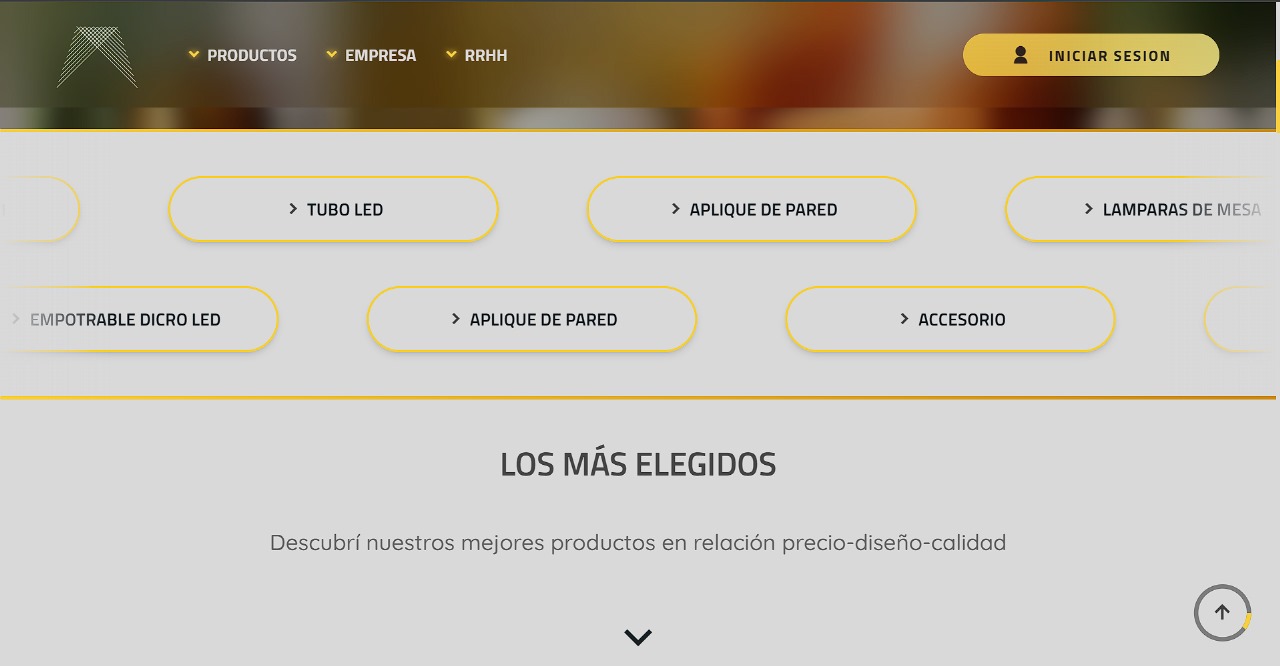 PRODUCTOS
EMPRESA
RRHH
INICIAR SESION
TUBO LED
APLIQUE DE PARED
LAMPARAS DE MESA
EMPOTRABLE DICRO LED
APLIQUE DE PARED
ACCESORIO
LOS MÁS ELEGIDOS
Descubrí nuestros mejores productos en relación precio-diseño-calidad